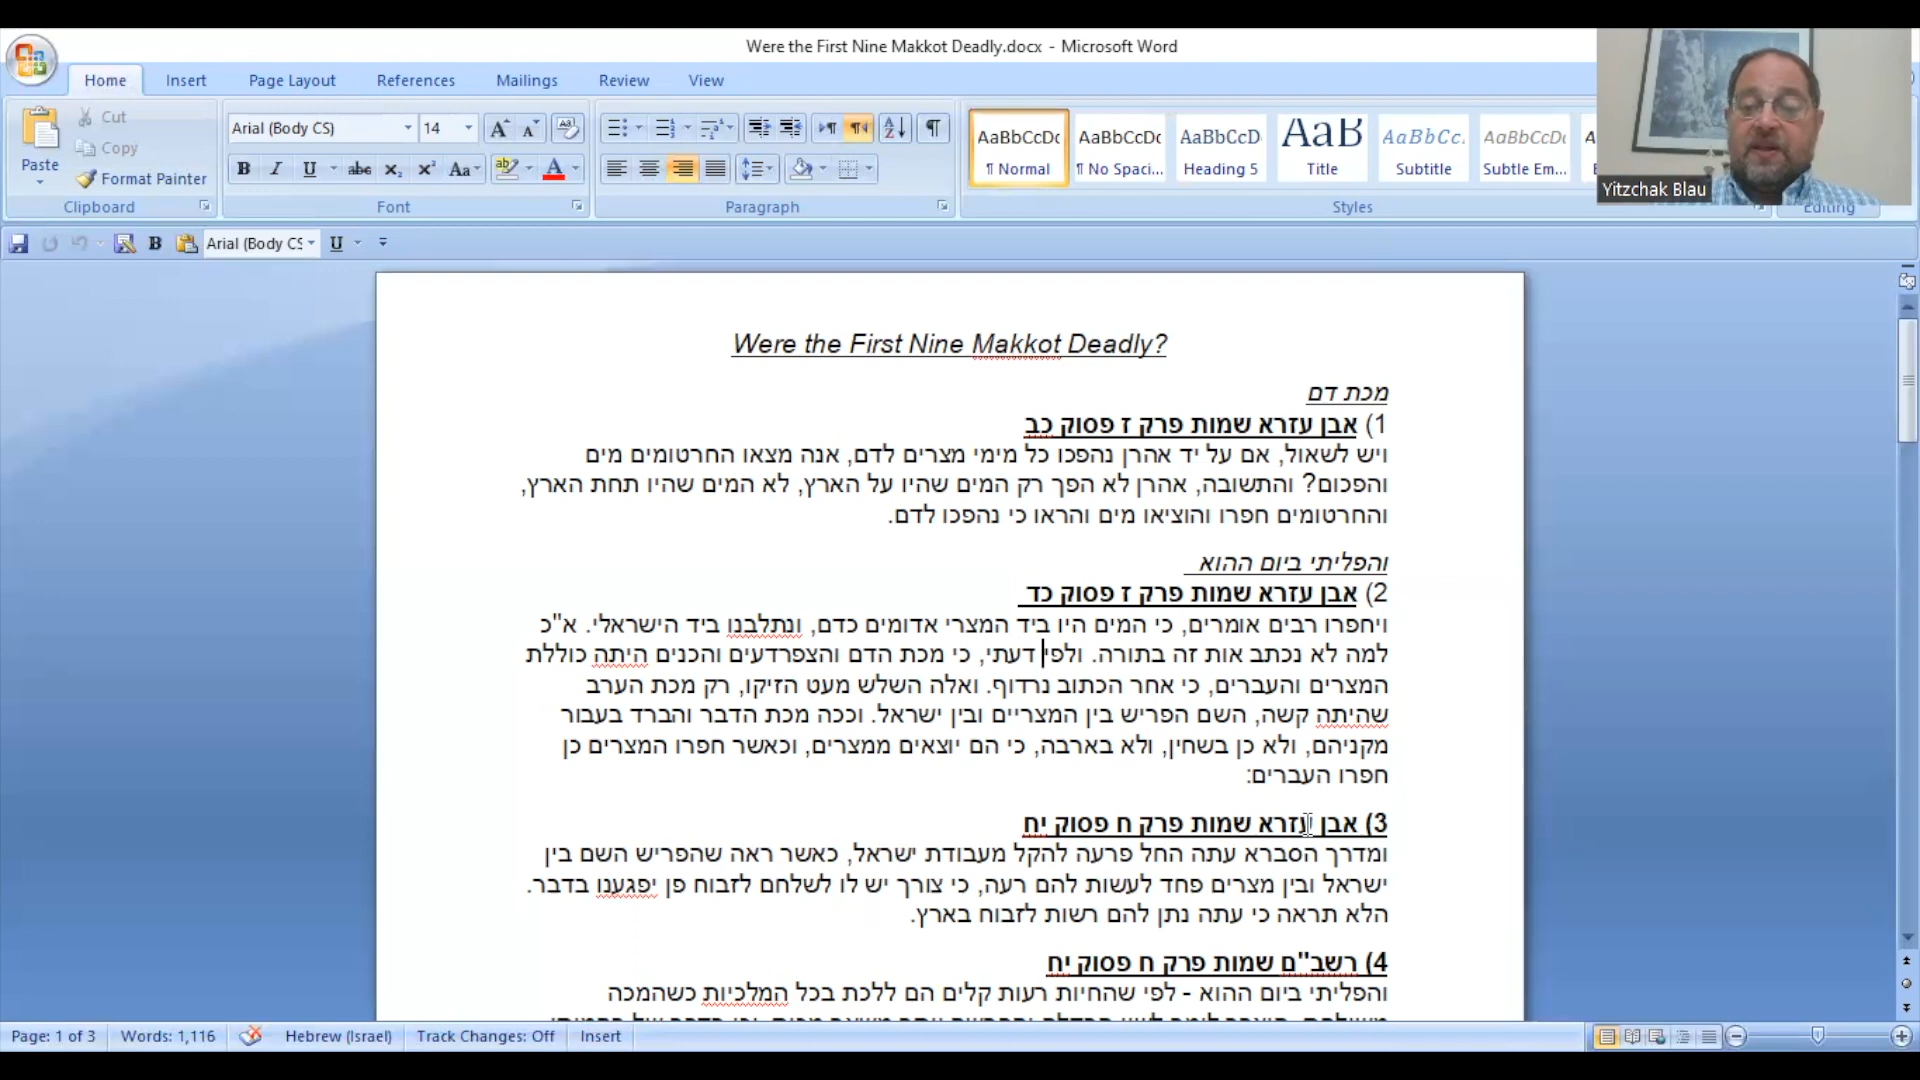 Were the First Nine Makkot Deadly.docx - Microsoft Word
Home Insert Page Layout References Mailings Review View
Paste
Cut
Copy
Format Painter
Clipboard
Arial (Body CS) 14
Font
Paragraph
AaBbCcDc AaBbCcDc AaBbCcD AaB AaBbCc. AaBbCcDı
¶ Normal ¶ No Spaci... Heading 5 Title Subtitle Subtle Em...
Styles
Editing
Yitzchak Blau
Arial (Body CS
Were the First Nine Makkot Deadly?
מכת דם
1) אבן עזרא שמות פרק ז פסוק כב
ויש לשאול, אם על יד אהרן נהפכו כל מימי מצרים לדם, אנה מצאו החרטומים מים
והפכום? והתשובה, אהרן לא הפך רק המים שהיו על הארץ, לא המים שהיו תחת הארץ,
והחרטומים חפרו והוציאו מים והראו כי נהפכו לדם.
והפליתי ביום ההוא
2) אבן עזרא שמות פרק ז פסוק כד
ויחפרו רבים אומרים, כי המים היו ביד המצרי אדומים כדם, ונתלבנו ביד הישראלי. א"כ
למה לא נכתב אות זה בתורה. ולפי דעתי, כי מכת הדם והצפרדעים והכנים היתה כוללת
המצרים והעברים, כי אחר הכתוב נרדוף. ואלה השלש מעט הזיקו, רק מכת הערב
שהיתה קשה, השם הפריש בין המצריים ובין ישראל. וככה מכת הדבר והברד בעבור
מקניהם, ולא כן בשחין, ולא בארבה, כי הם יוצאים ממצרים, וכאשר חפרו המצרים כן
חפרו העברים:
3) אבן עזרא שמות פרק ח פסוק יח
ומדרך הסברא עתה החל פרעה להקל מעבודת ישראל, כאשר ראה שהפריש השם בין
ישראל ובין מצרים פחד לעשות להם רעה, כי צורך יש לו לשלחם לזבוח פן יפגענו בדבר.
הלא תראה כי עתה נתן להם רשות לזבוח בארץ.
4) רשב"ם שמות פרק ח פסוק יח
והפליתי ביום ההוא - לפי שהחיות רעות קלים הם ללכת בכל המלכיות כשהמכה
Page: 1 of 3 Words: 1,116 Hebrew (Israel) Track Changes: Off Insert